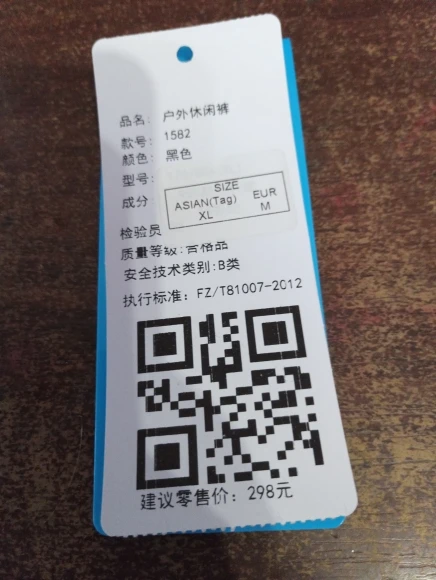 品名: 户外休闲裤
款号: 1582
颜色: 黑色
型号:
成分
SIZE
ASIAN(Tag) EUR
XL M
检验员
质量等级:合格品
安全技术类别:B类
执行标准: FZ/T81007-2012
建议零售价: 298元